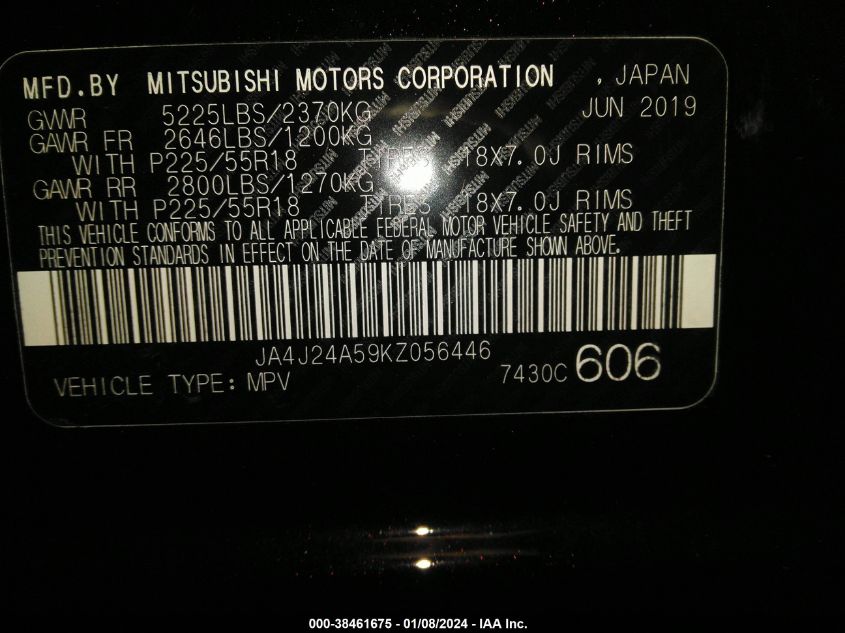 MFD.BY MITSUBISHI MOTORS CORPORATION , JAPAN
GVWR 5225LBS/2370KG JUN 2019
GAWR FR 2646LBS/1200KG
WITH P225/55R18 TIRES 18X7.0J RIMS
GAWR RR 2800LBS/1270KG
WITH P225/55R18 TIRES 18X7.0J RIMS
THIS VEHICLE CONFORMS TO ALL APPLICABLE FEDERAL MOTOR VEHICLE SAFETY AND THEFT
PREVENTION STANDARDS IN EFFECT ON THE DATE OF MANUFACTURE SHOWN ABOVE.
JA4J24A59KZ056446
VEHICLE TYPE: MPV 7430C 606
000-38461675 - 01/08/2024 - IAA Inc.